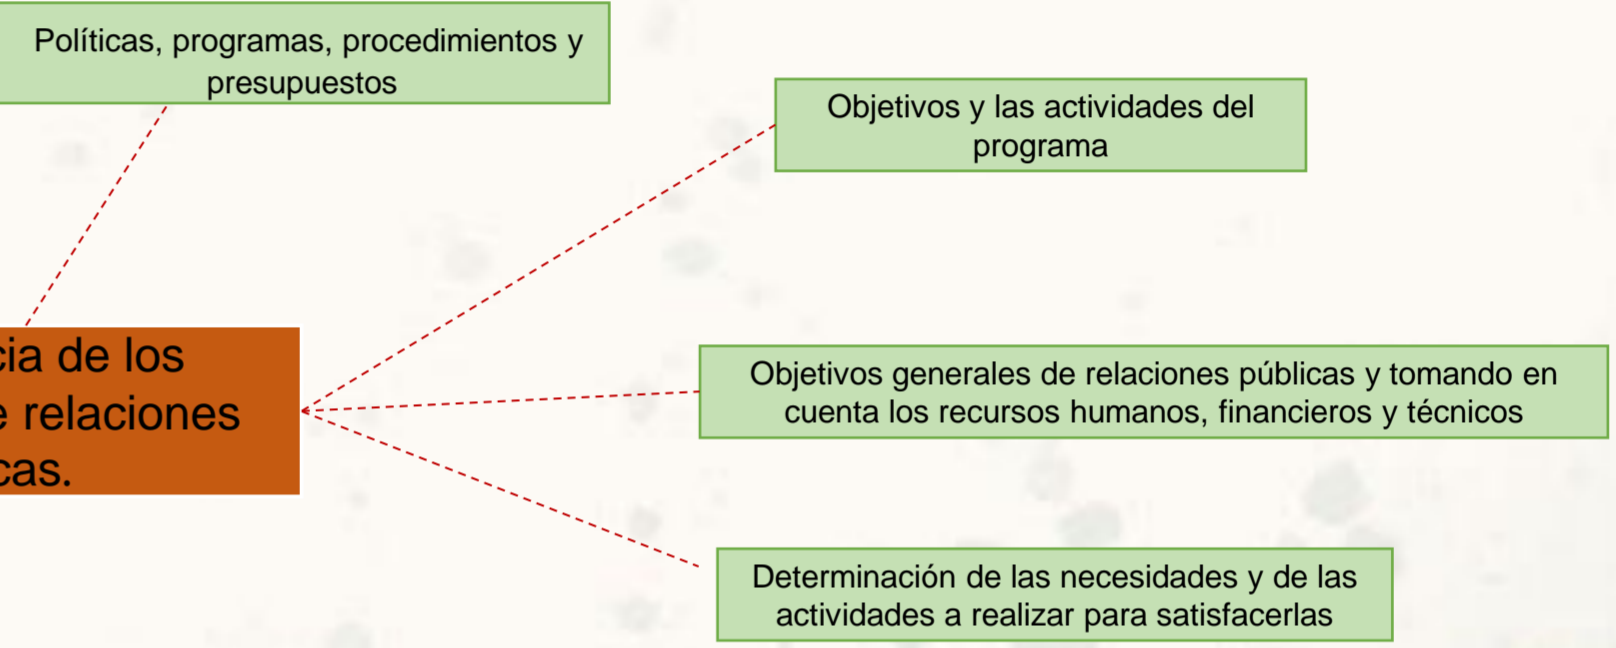 Políticas, programas, procedimientos y
presupuestos
Objetivos y las actividades del
programa
cia de los
e relaciones
cas.
Objetivos generales de relaciones públicas y tomando en
cuenta los recursos humanos, financieros y técnicos
Determinación de las necesidades y de las
actividades a realizar para satisfacerlas